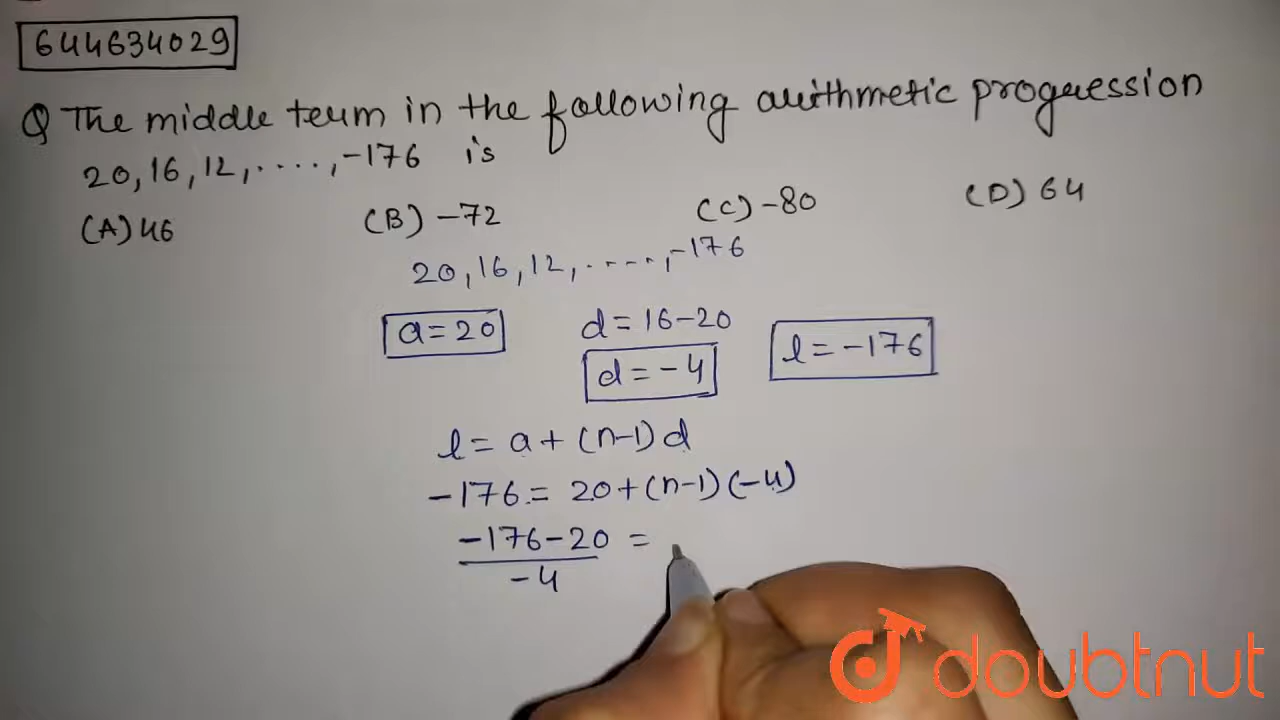 644634029
Q The middle term in the following arithmetic progression
20, 16, 12, ....., -176 is
(A) 46 (B) -72 (C) -80 (D) 64
20, 16, 12, ....., -176
a = 20 d = 16-20 l = -176
d = -4
l = a + (n-1) d
-176 = 20 + (n-1) (-4)
-176-20 =
-4
doubtnut